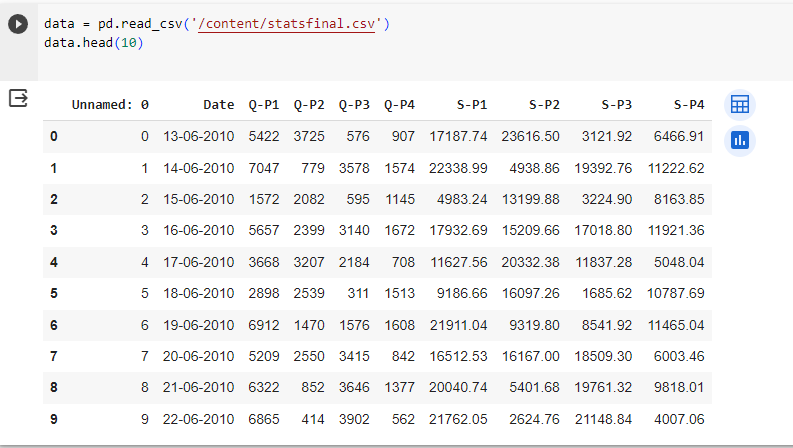 data = pd.read_csv('/content/statsfinal.csv')
data.head(10)
Unnamed: 0 Date Q-P1 Q-P2 Q-P3 Q-P4 S-P1 S-P2 S-P3 S-P4
0 0 13-06-2010 5422 3725 576 907 17187.74 23616.50 3121.92 6466.91
1 1 14-06-2010 7047 779 3578 1574 22338.99 4938.86 19392.76 11222.62
2 2 15-06-2010 1572 2082 595 1145 4983.24 13199.88 3224.90 8163.85
3 3 16-06-2010 5657 2399 3140 1672 17932.69 15209.66 17018.80 11921.36
4 4 17-06-2010 3668 3207 2184 708 11627.56 20332.38 11837.28 5048.04
5 5 18-06-2010 2898 2539 311 1513 9186.66 16097.26 1685.62 10787.69
6 6 19-06-2010 6912 1470 1576 1608 21911.04 9319.80 8541.92 11465.04
7 7 20-06-2010 5209 2550 3415 842 16512.53 16167.00 18509.30 6003.46
8 8 21-06-2010 6322 852 3646 1377 20040.74 5401.68 19761.32 9818.01
9 9 22-06-2010 6865 414 3902 562 21762.05 2624.76 21148.84 4007.06